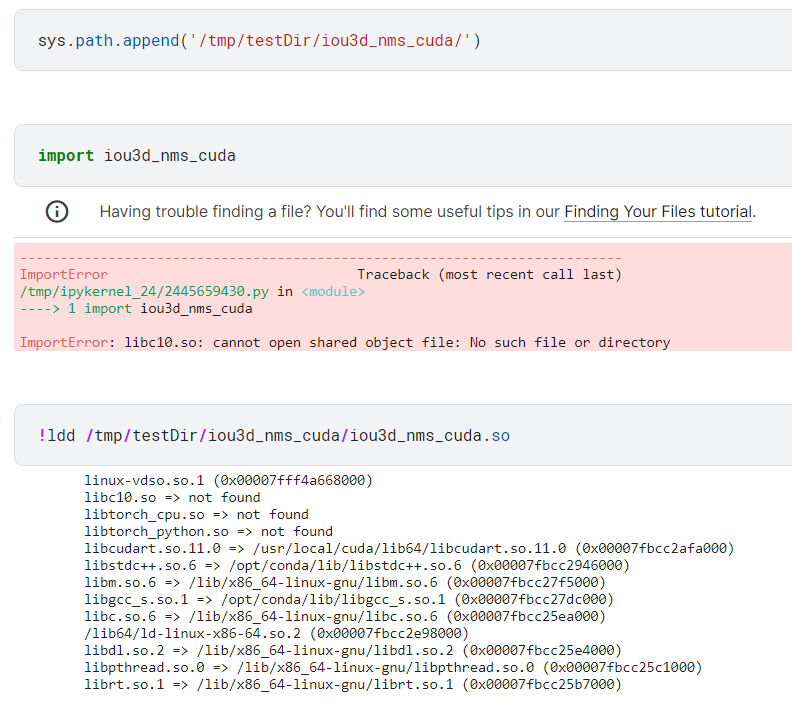 sys.path.append('/tmp/testDir/iou3d_nms_cuda/')
import iou3d_nms_cuda
Having trouble finding a file? You'll find some useful tips in our Finding Your Files tutorial.
---------------------------------------------------------------------------
ImportError                               Traceback (most recent call last)
/tmp/ipykernel_24/2445659430.py in <module>
----> 1 import iou3d_nms_cuda
ImportError: libc10.so: cannot open shared object file: No such file or directory
!ldd /tmp/testDir/iou3d_nms_cuda/iou3d_nms_cuda.so
linux-vdso.so.1 (0x00007fff4a668000)
libc10.so => not found
libtorch_cpu.so => not found
libtorch_python.so => not found
libcudart.so.11.0 => /usr/local/cuda/lib64/libcudart.so.11.0 (0x00007fbcc2afa000)
libstdc++.so.6 => /opt/conda/lib/libstdc++.so.6 (0x00007fbcc2946000)
libm.so.6 => /lib/x86_64-linux-gnu/libm.so.6 (0x00007fbcc27f5000)
libgcc_s.so.1 => /opt/conda/lib/libgcc_s.so.1 (0x00007fbcc27dc000)
libc.so.6 => /lib/x86_64-linux-gnu/libc.so.6 (0x00007fbcc25ea000)
/lib64/ld-linux-x86-64.so.2 (0x00007fbcc2e98000)
libdl.so.2 => /lib/x86_64-linux-gnu/libdl.so.2 (0x00007fbcc25e4000)
libpthread.so.0 => /lib/x86_64-linux-gnu/libpthread.so.0 (0x00007fbcc25c1000)
librt.so.1 => /lib/x86_64-linux-gnu/librt.so.1 (0x00007fbcc25b7000)